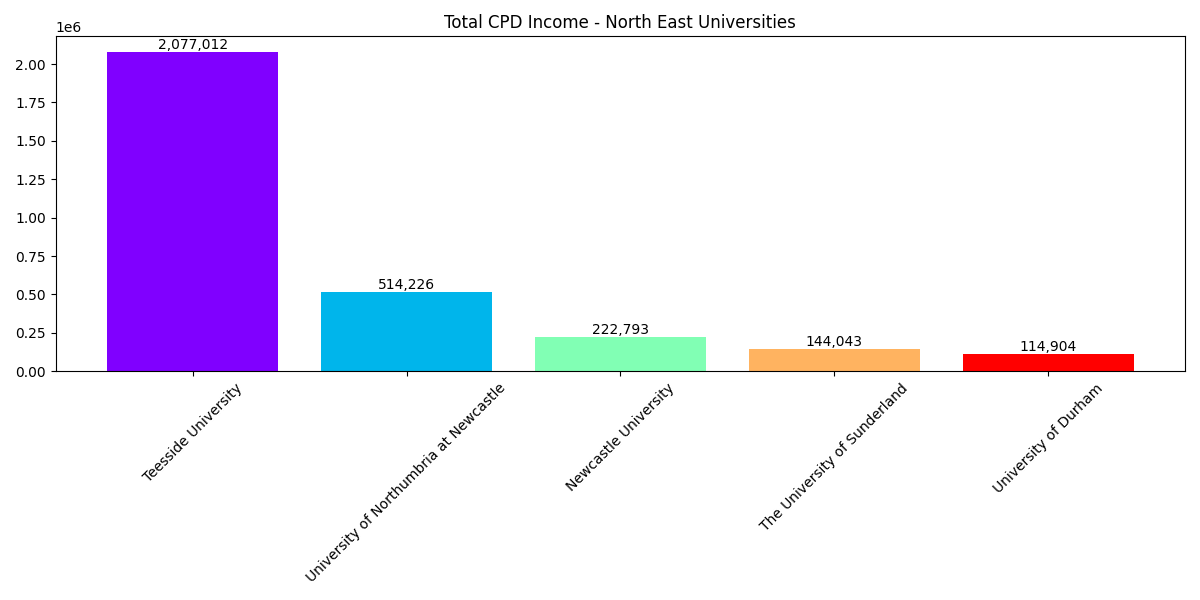 Total CPD Income - North East Universities
1e6
2.00
1.75
1.50
1.25
1.00
0.75
0.50
0.25
0.00
2,077,012
514,226
222,793
144,043
114,904
Teesside University
University of Northumbria at Newcastle
Newcastle University
The University of Sunderland
University of Durham